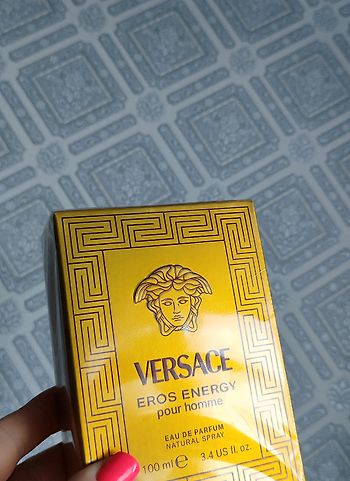 VERSACE
EROS ENERGY
pour homme
EAU DE PARFUM
NATURAL SPRAY
100 ml ℮ 3.4 US fl. oz.